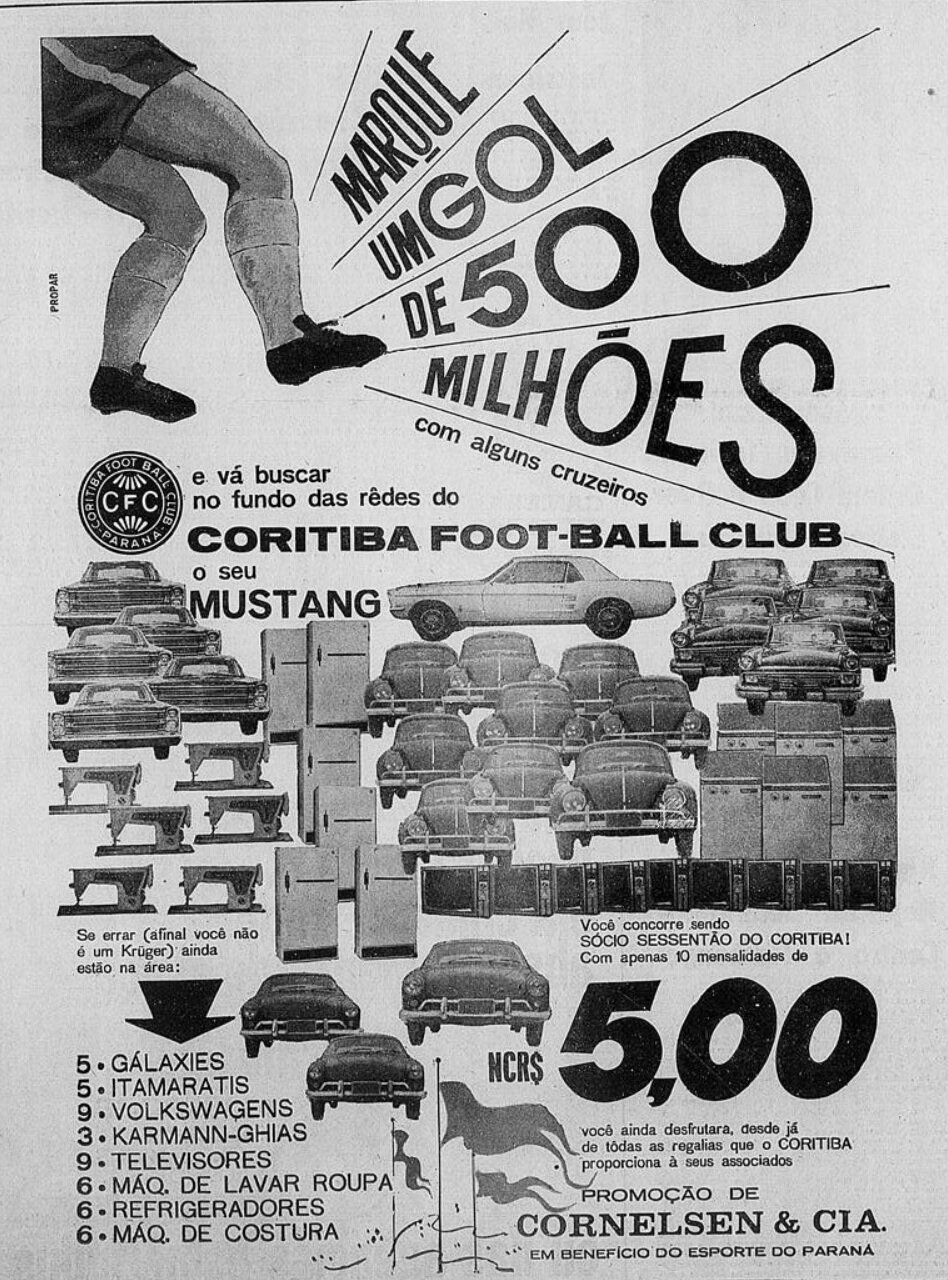 MARQUE
UM GOL
DE 500
MILHÕES
com alguns cruzeiros
PROPAR
CORITIBA FOOT BALL CLUB
CFC
PARANÁ
e vá buscar
no fundo das rêdes do
CORITIBA FOOT-BALL CLUB
o seu
MUSTANG
Se errar (afinal você não
é um Krüger) ainda
estão na área:
5 • GÁLAXIES
5 • ITAMARATIS
9 • VOLKSWAGENS
3 • KARMANN-GHIAS
9 • TELEVISORES
6 • MÁQ. DE LAVAR ROUPA
6 • REFRIGERADORES
6 • MÁQ. DE COSTURA
Você concorre sendo
SÓCIO SESSENTÃO DO CORITIBA!
Com apenas 10 mensalidades de
NCR$ 5,00
você ainda desfrutara, desde já
de tôdas as regalias que o CORITIBA
proporciona à seus associados
PROMOÇÃO DE
CORNELSEN & CIA.
EM BENEFÍCIO DO ESPORTE DO PARANÁ